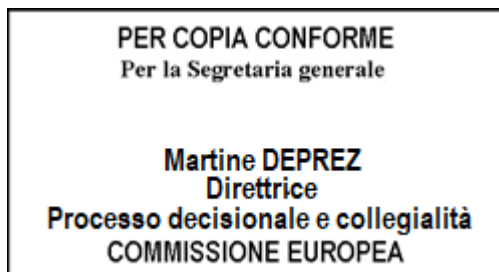 PER COPIA CONFORME
Per la Segretaria generale
Martine DEPREZ
Direttrice
Processo decisionale e collegialità
COMMISSIONE EUROPEA